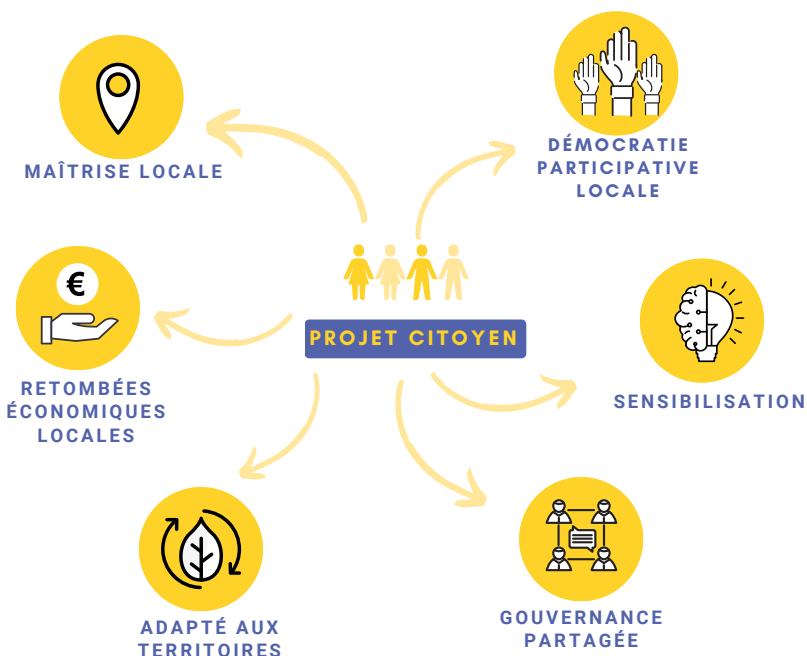 MAÎTRISE LOCALE
DÉMOCRATIE
PARTICIPATIVE
LOCALE
€
PROJET CITOYEN
RETOMBÉES
ÉCONOMIQUES
LOCALES
SENSIBILISATION
ADAPTÉ AUX
TERRITOIRES
GOUVERNANCE
PARTAGÉE